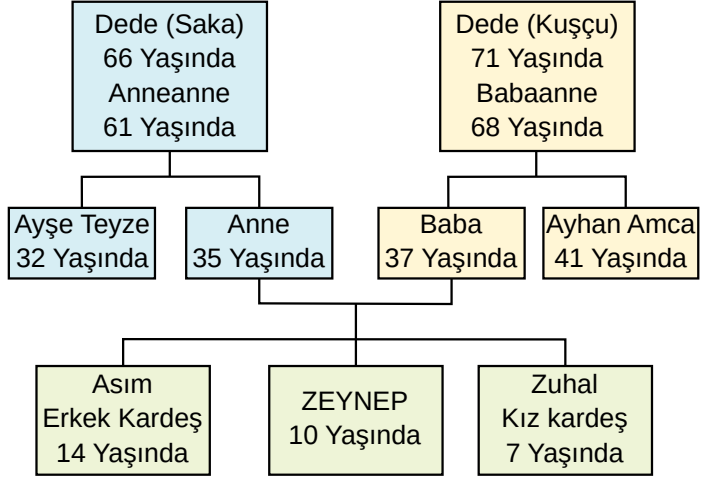 Dede (Saka)
66 Yaşında
Anneanne
61 Yaşında
Dede (Kuşçu)
71 Yaşında
Babaanne
68 Yaşında
Ayşe Teyze
32 Yaşında
Anne
35 Yaşında
Baba
37 Yaşında
Ayhan Amca
41 Yaşında
Asım
Erkek Kardeş
14 Yaşında
ZEYNEP
10 Yaşında
Zuhal
Kız kardeş
7 Yaşında